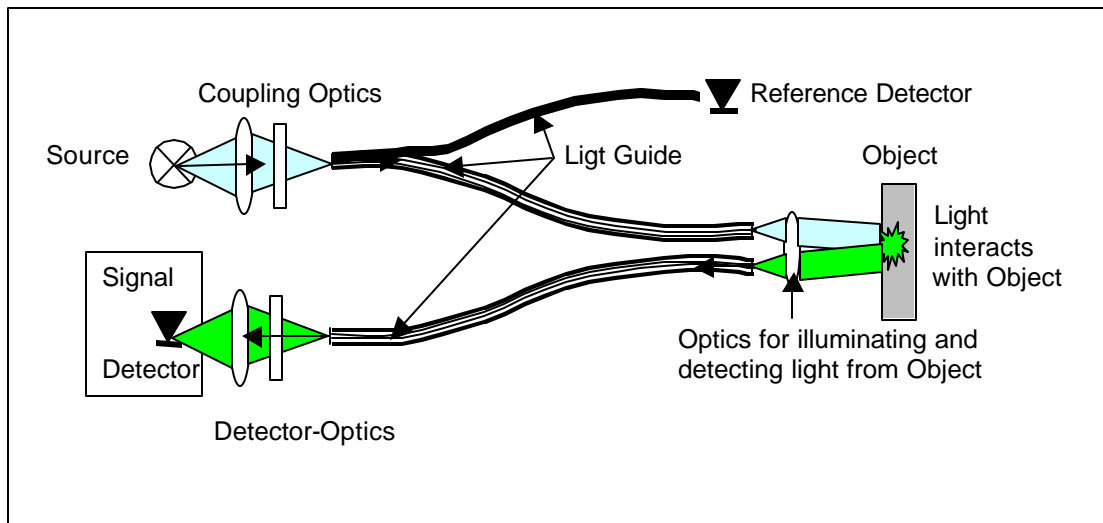 Coupling Optics
Reference Detector
Source
Ligt Guide
Object
Light
interacts
with Object
Signal
Detector
Optics for illuminating and
detecting light from Object
Detector-Optics